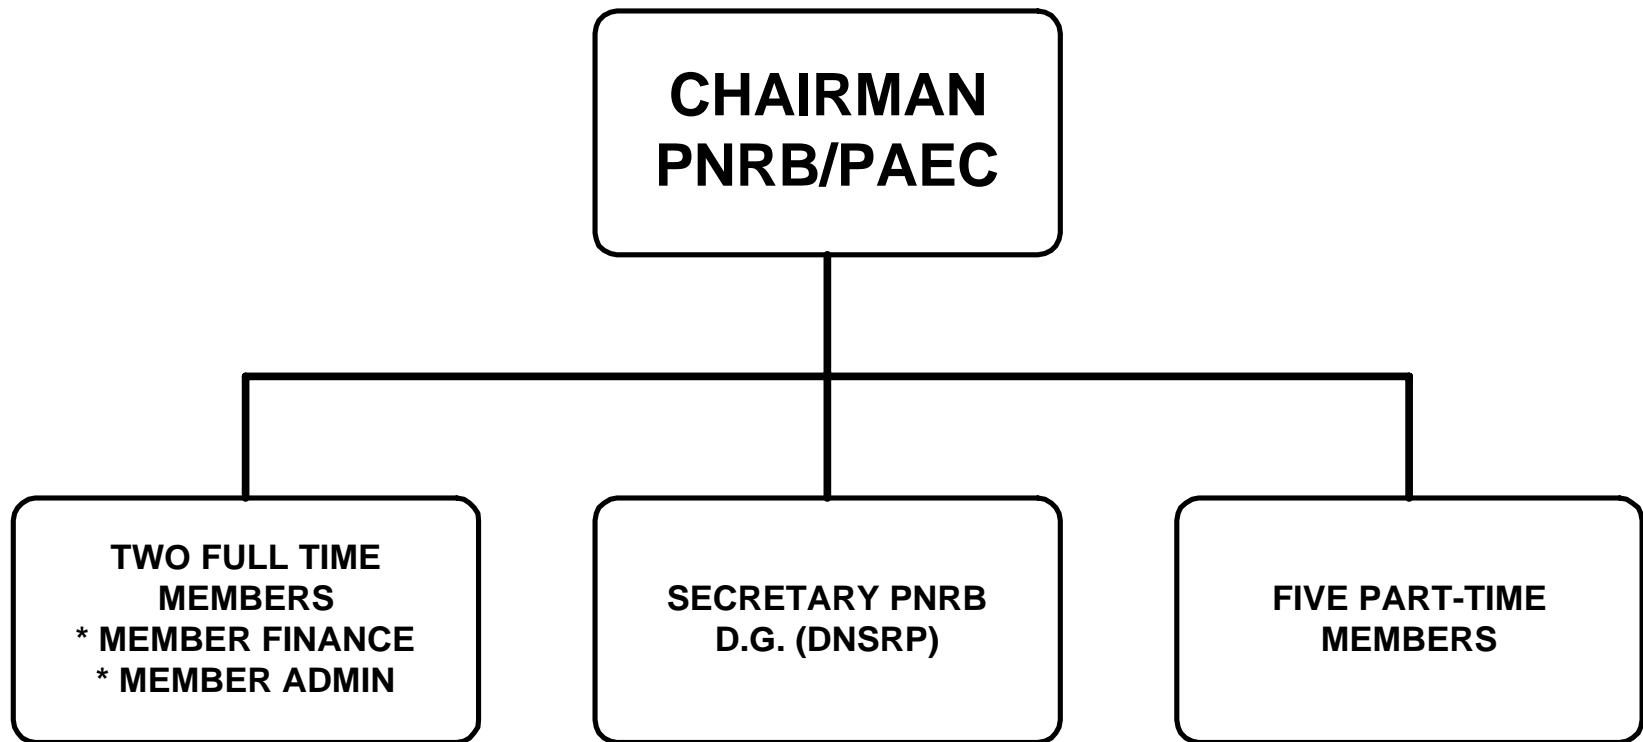 CHAIRMAN
PNRB/PAEC
TWO FULL TIME
MEMBERS
* MEMBER FINANCE
* MEMBER ADMIN
SECRETARY PNRB
D.G. (DNSRP)
FIVE PART-TIME
MEMBERS